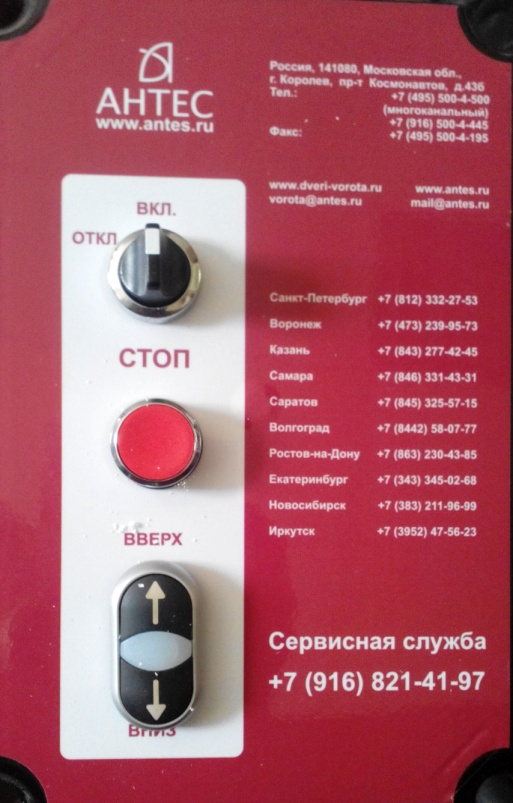 АНТЕС
www.antes.ru
Россия, 141080, Московская обл.,
г. Королев, пр-т Космонавтов, д.43б
Тел.: +7 (495) 500-4-500
(многоканальный)
+7 (916) 500-4-445
Факс: +7 (495) 500-4-195
www.dveri-vorota.ru www.antes.ru
vorota@antes.ru mail@antes.ru
ВКЛ.
ОТКЛ
СТОП
ВВЕРХ
ВНИЗ
Санкт-Петербург +7 (812) 332-27-53
Воронеж +7 (473) 239-95-73
Казань +7 (843) 277-42-45
Самара +7 (846) 331-43-31
Саратов +7 (845) 325-57-15
Волгоград +7 (8442) 58-07-77
Ростов-на-Дону +7 (863) 230-43-85
Екатеринбург +7 (343) 345-02-68
Новосибирск +7 (383) 211-96-99
Иркутск +7 (3952) 47-56-23
Сервисная служба
+7 (916) 821-41-97